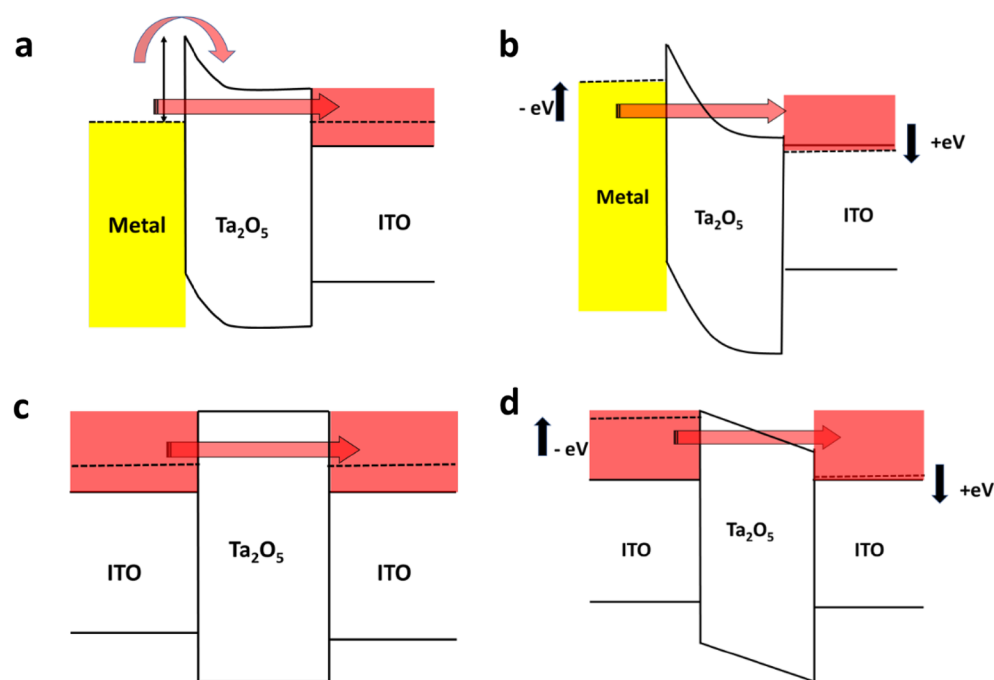 a
Metal
Ta₂O₅
ITO
b
- eV
+eV
Metal
Ta₂O₅
ITO
c
ITO
Ta₂O₅
ITO
d
- eV
+eV
ITO
Ta₂O₅
ITO